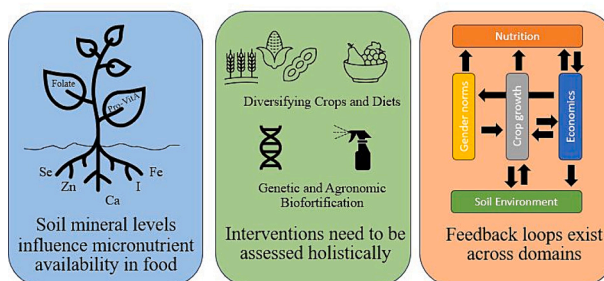 Folate
Pro-VitA
Se
Fe
Zn
I
Ca
Soil mineral levels
influence micronutrient
availability in food
Diversifying Crops and Diets
Genetic and Agronomic
Biofortification
Interventions need to be
assessed holistically
Nutrition
Gender norms
Crop growth
Economics
Soil Environment
Feedback loops exist
across domains